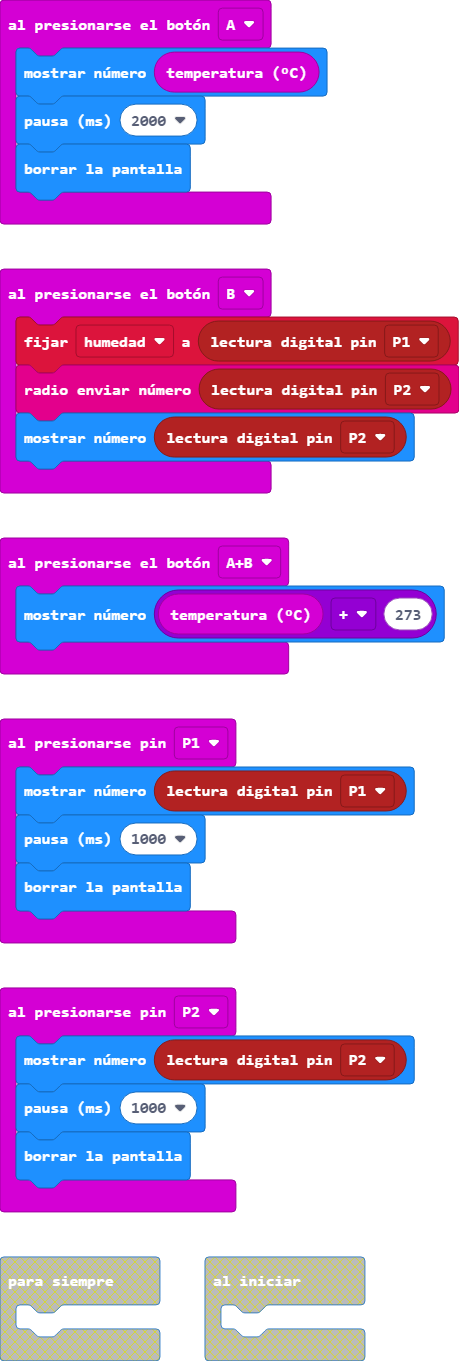 al presionarse el botón A
mostrar número temperatura (ºC)
pausa (ms) 2000
borrar la pantalla
al presionarse el botón B
fijar humedad a lectura digital pin P1
radio enviar número lectura digital pin P2
mostrar número lectura digital pin P2
al presionarse el botón A+B
mostrar número temperatura (ºC) + 273
al presionarse pin P1
mostrar número lectura digital pin P1
pausa (ms) 1000
borrar la pantalla
al presionarse pin P2
mostrar número lectura digital pin P2
pausa (ms) 1000
borrar la pantalla
para siempre al iniciar